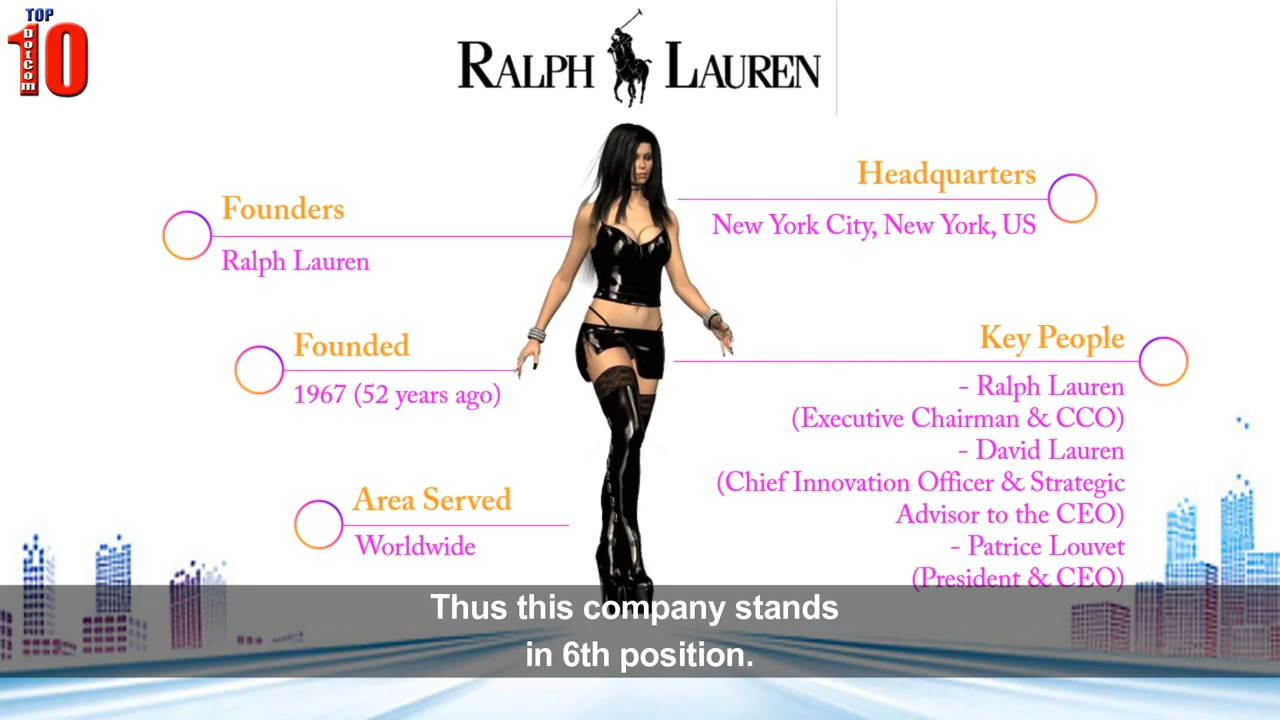 TOP
10
DotCom
RALPH LAUREN
Founders
Ralph Lauren
Founded
1967 (52 years ago)
Area Served
Worldwide
Headquarters
New York City, New York, US
Key People
- Ralph Lauren
(Executive Chairman & CCO)
- David Lauren
(Chief Innovation Officer & Strategic
Advisor to the CEO)
- Patrice Louvet
(President & CEO)
Thus this company stands
in 6th position.